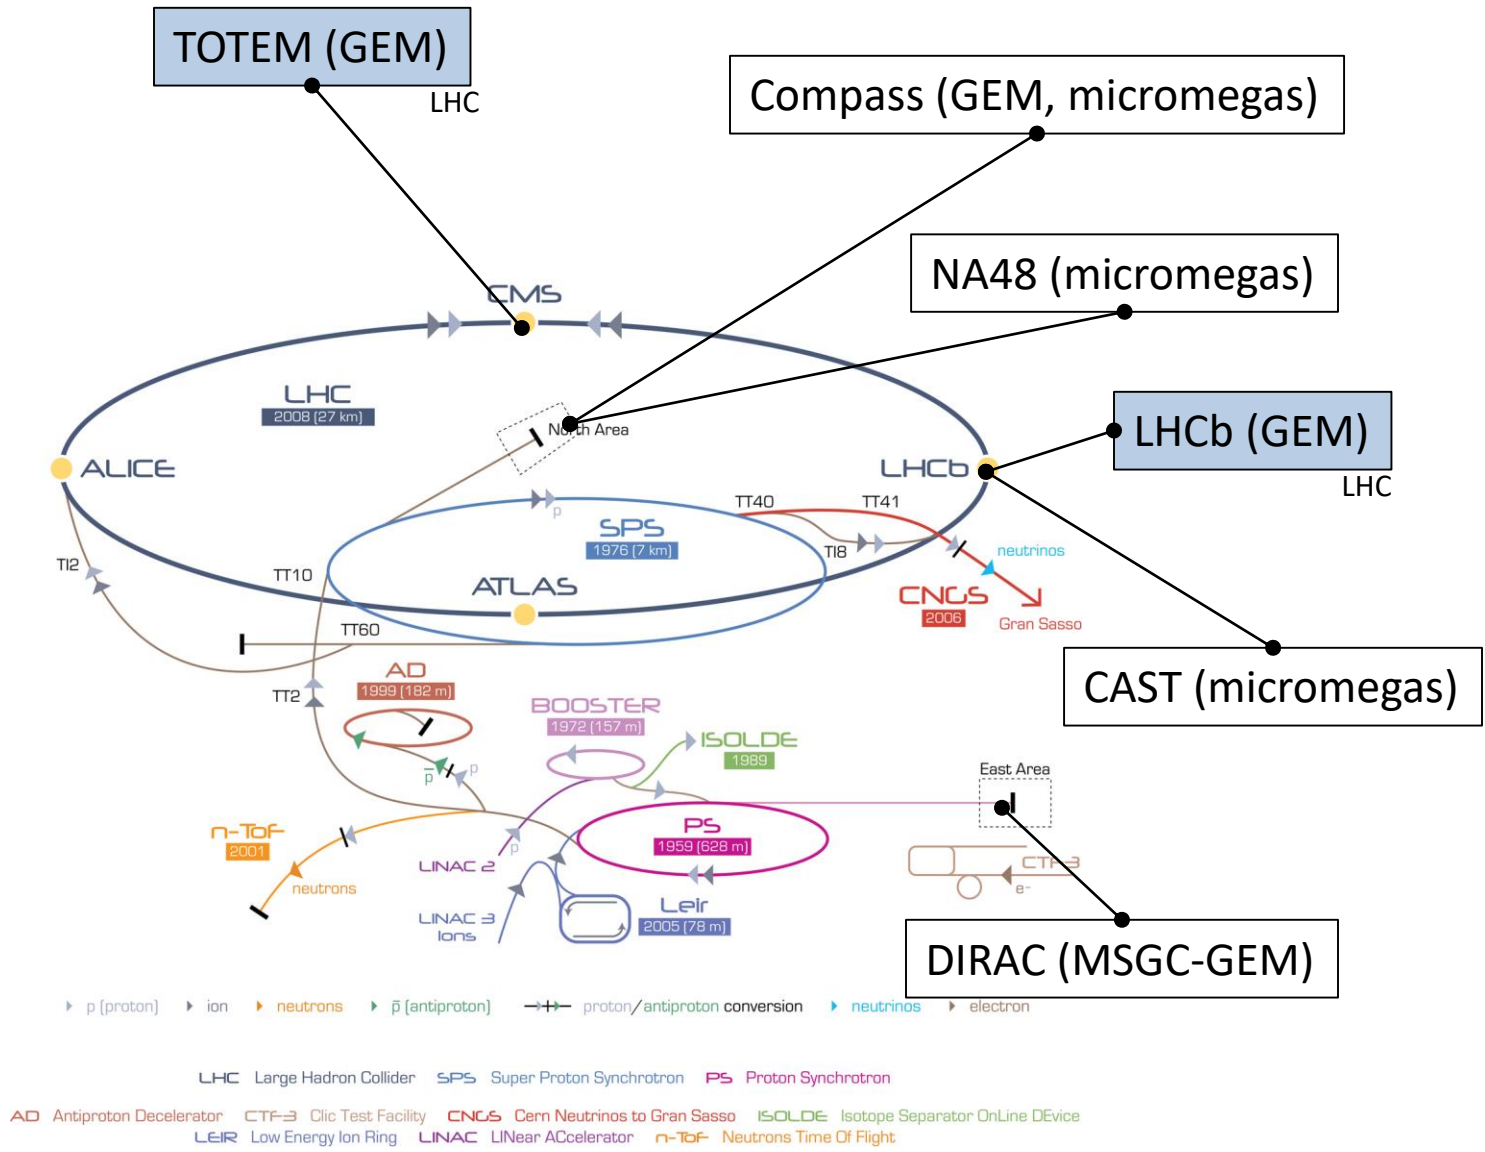 TOTEM (GEM)
LHC
Compass (GEM, micromegas)
NA48 (micromegas)
CMS
LHC
2008 (27 km)
North Area
LHCb (GEM)
LHC
ALICE
LHCb
TT40
TT41
p
SPS
1976 (7 km)
TI8
neutrinos
TI2
TT10
ATLAS
CNGS
2006
Gran Sasso
TT60
CAST (micromegas)
AD
1999 (182 m)
TT2
BOOSTER
1972 (157 m)
ISOLDE
1989
p̅
p
East Area
n-ToF
2001
PS
1959 (628 m)
LINAC 2
p
neutrons
CTF3
e-
LINAC 3
Ions
Leir
2005 (78 m)
DIRAC (MSGC-GEM)
p (proton) ion neutrons p̅ (antiproton) proton/antiproton conversion neutrinos electron
LHC Large Hadron Collider SPS Super Proton Synchrotron PS Proton Synchrotron
AD Antiproton Decelerator CTF-3 Clic Test Facility CNGS Cern Neutrinos to Gran Sasso ISOLDE Isotope Separator OnLine DEvice
LEIR Low Energy Ion Ring LINAC LINear ACcelerator n-ToF Neutrons Time Of Flight